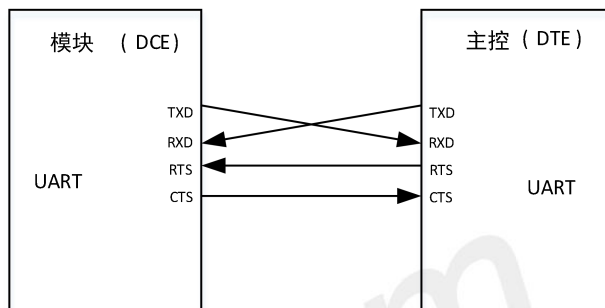 模块 （DCE）
TXD
RXD
RTS
CTS
UART
主控（DTE）
TXD
RXD
RTS
CTS
UART